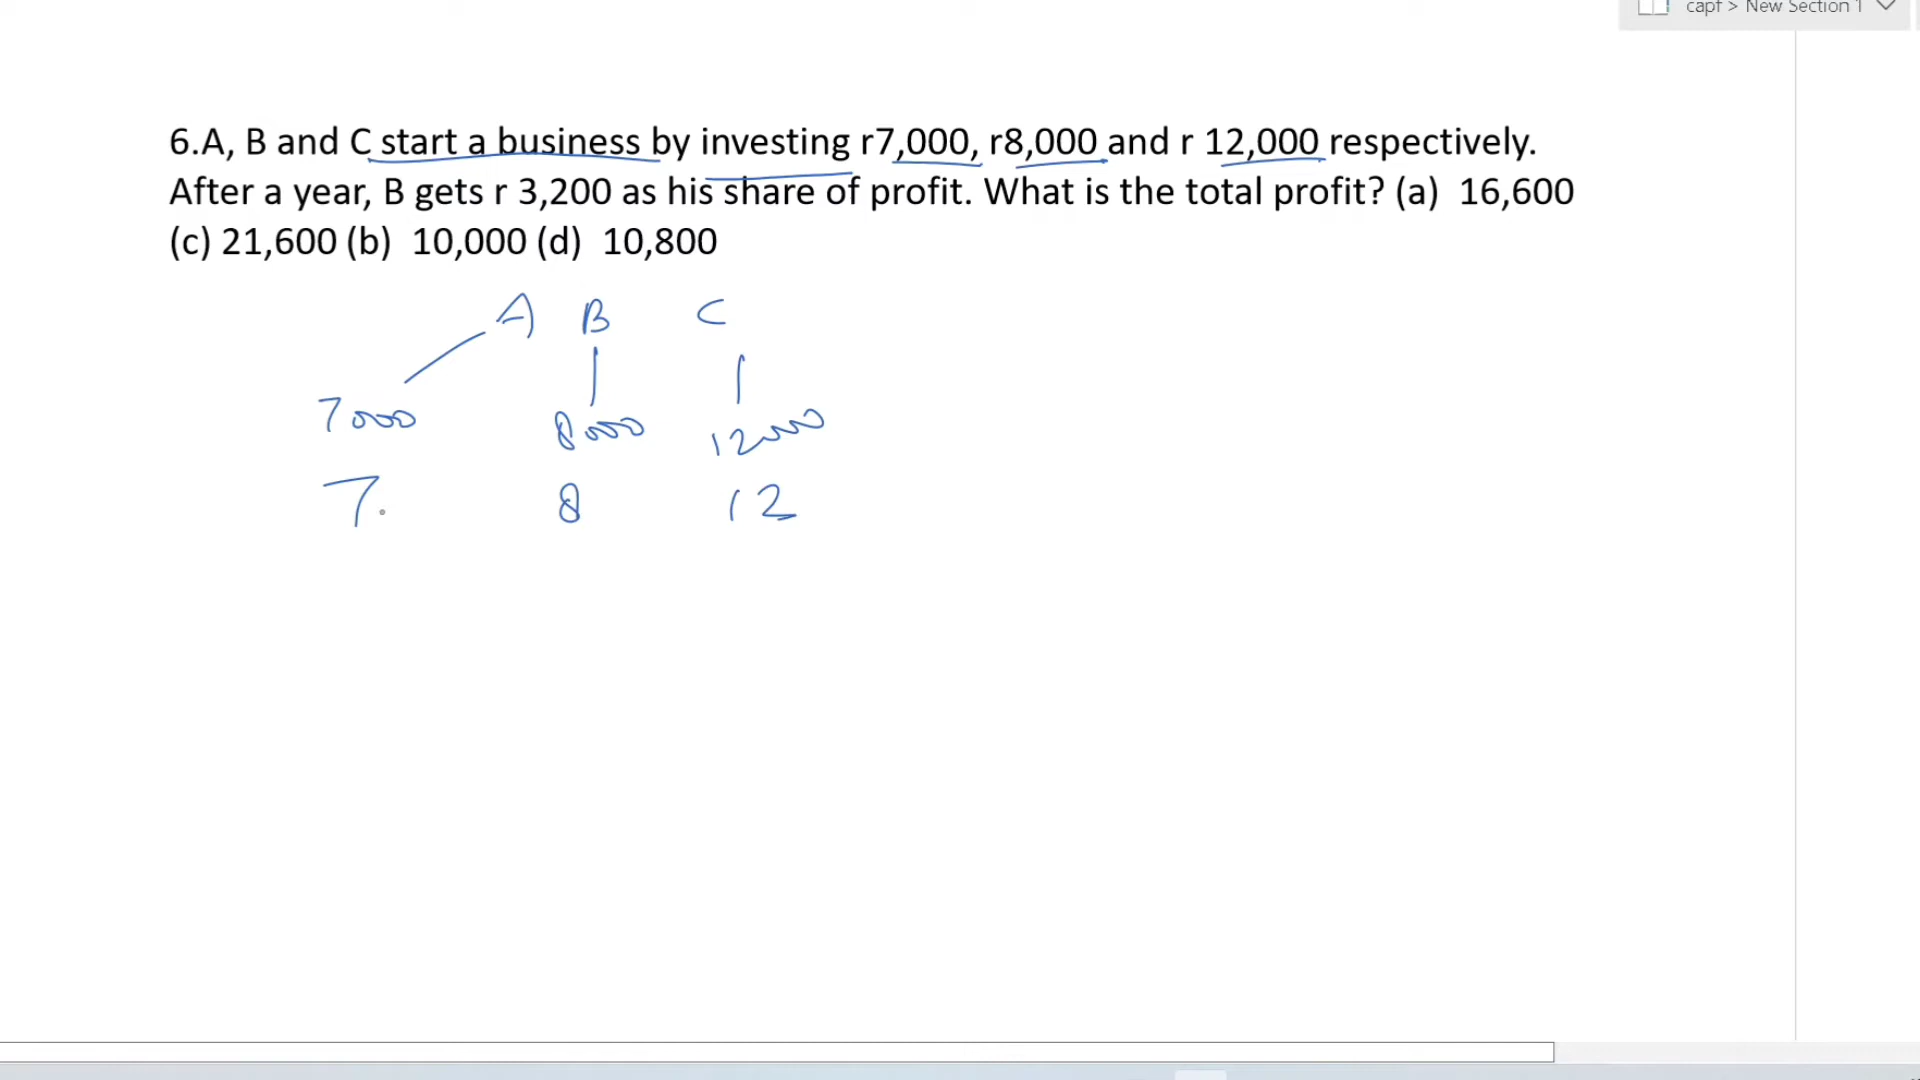 capf > New Section 1
6.A, B and C start a business by investing r7,000, r8,000 and r 12,000 respectively.
After a year, B gets r 3,200 as his share of profit. What is the total profit? (a) 16,600
(c) 21,600 (b) 10,000 (d) 10,800
A B C
7000 8000 12000
7 8 12